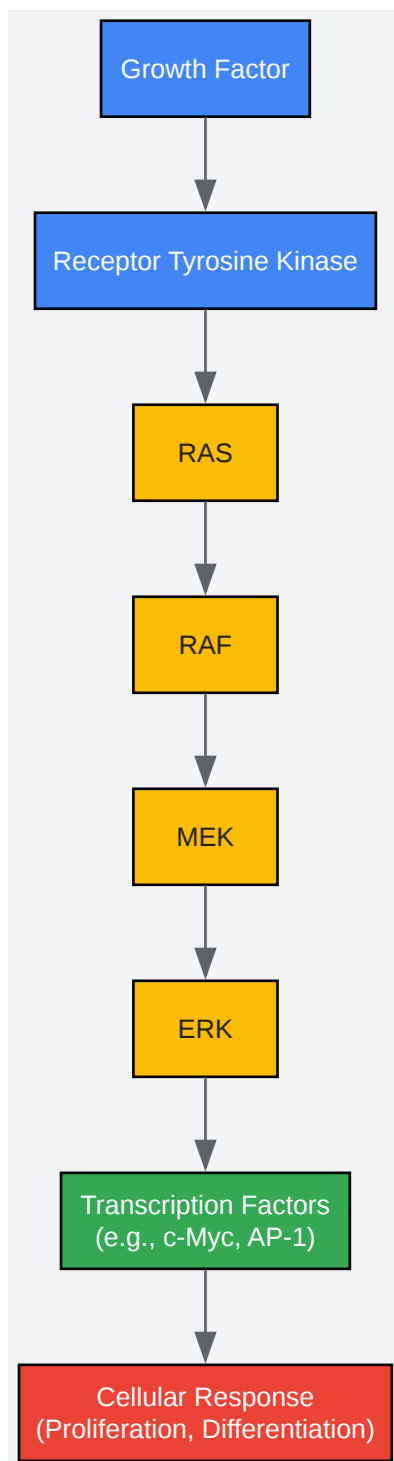 Growth Factor
Receptor Tyrosine Kinase
RAS
RAF
MEK
ERK
Transcription Factors
(e.g., c-Myc, AP-1)
Cellular Response
(Proliferation, Differentiation)